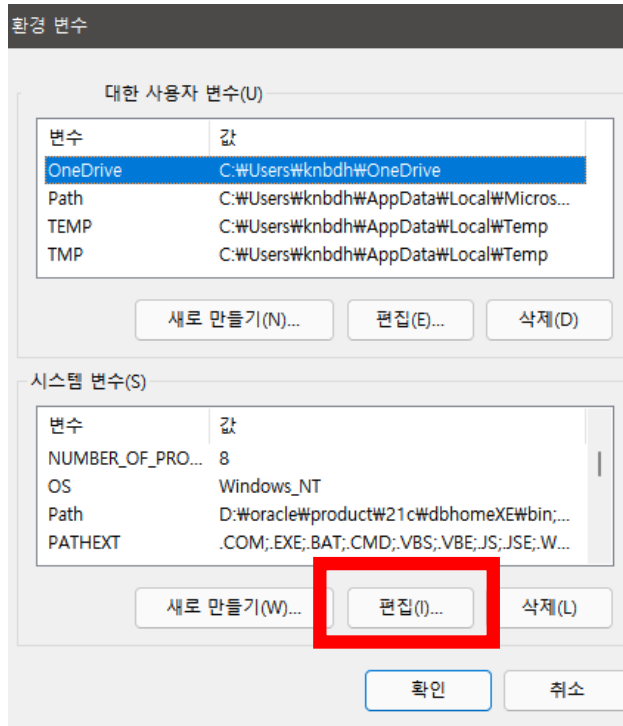 환경 변수
대한 사용자 변수(U)
변수 값
OneDrive C:₩Users₩knbdh₩OneDrive
Path C:₩Users₩knbdh₩AppData₩Local₩Micros...
TEMP C:₩Users₩knbdh₩AppData₩Local₩Temp
TMP C:₩Users₩knbdh₩AppData₩Local₩Temp
새로 만들기(N)... 편집(E)... 삭제(D)
시스템 변수(S)
변수 값
NUMBER_OF_PRO... 8
OS Windows_NT
Path D:₩oracle₩product₩21c₩dbhomeXE₩bin;...
PATHEXT .COM;.EXE;.BAT;.CMD;.VBS;.VBE;.JS;.JSE;.W...
새로 만들기(W)... 편집(I)... 삭제(L)
확인 취소